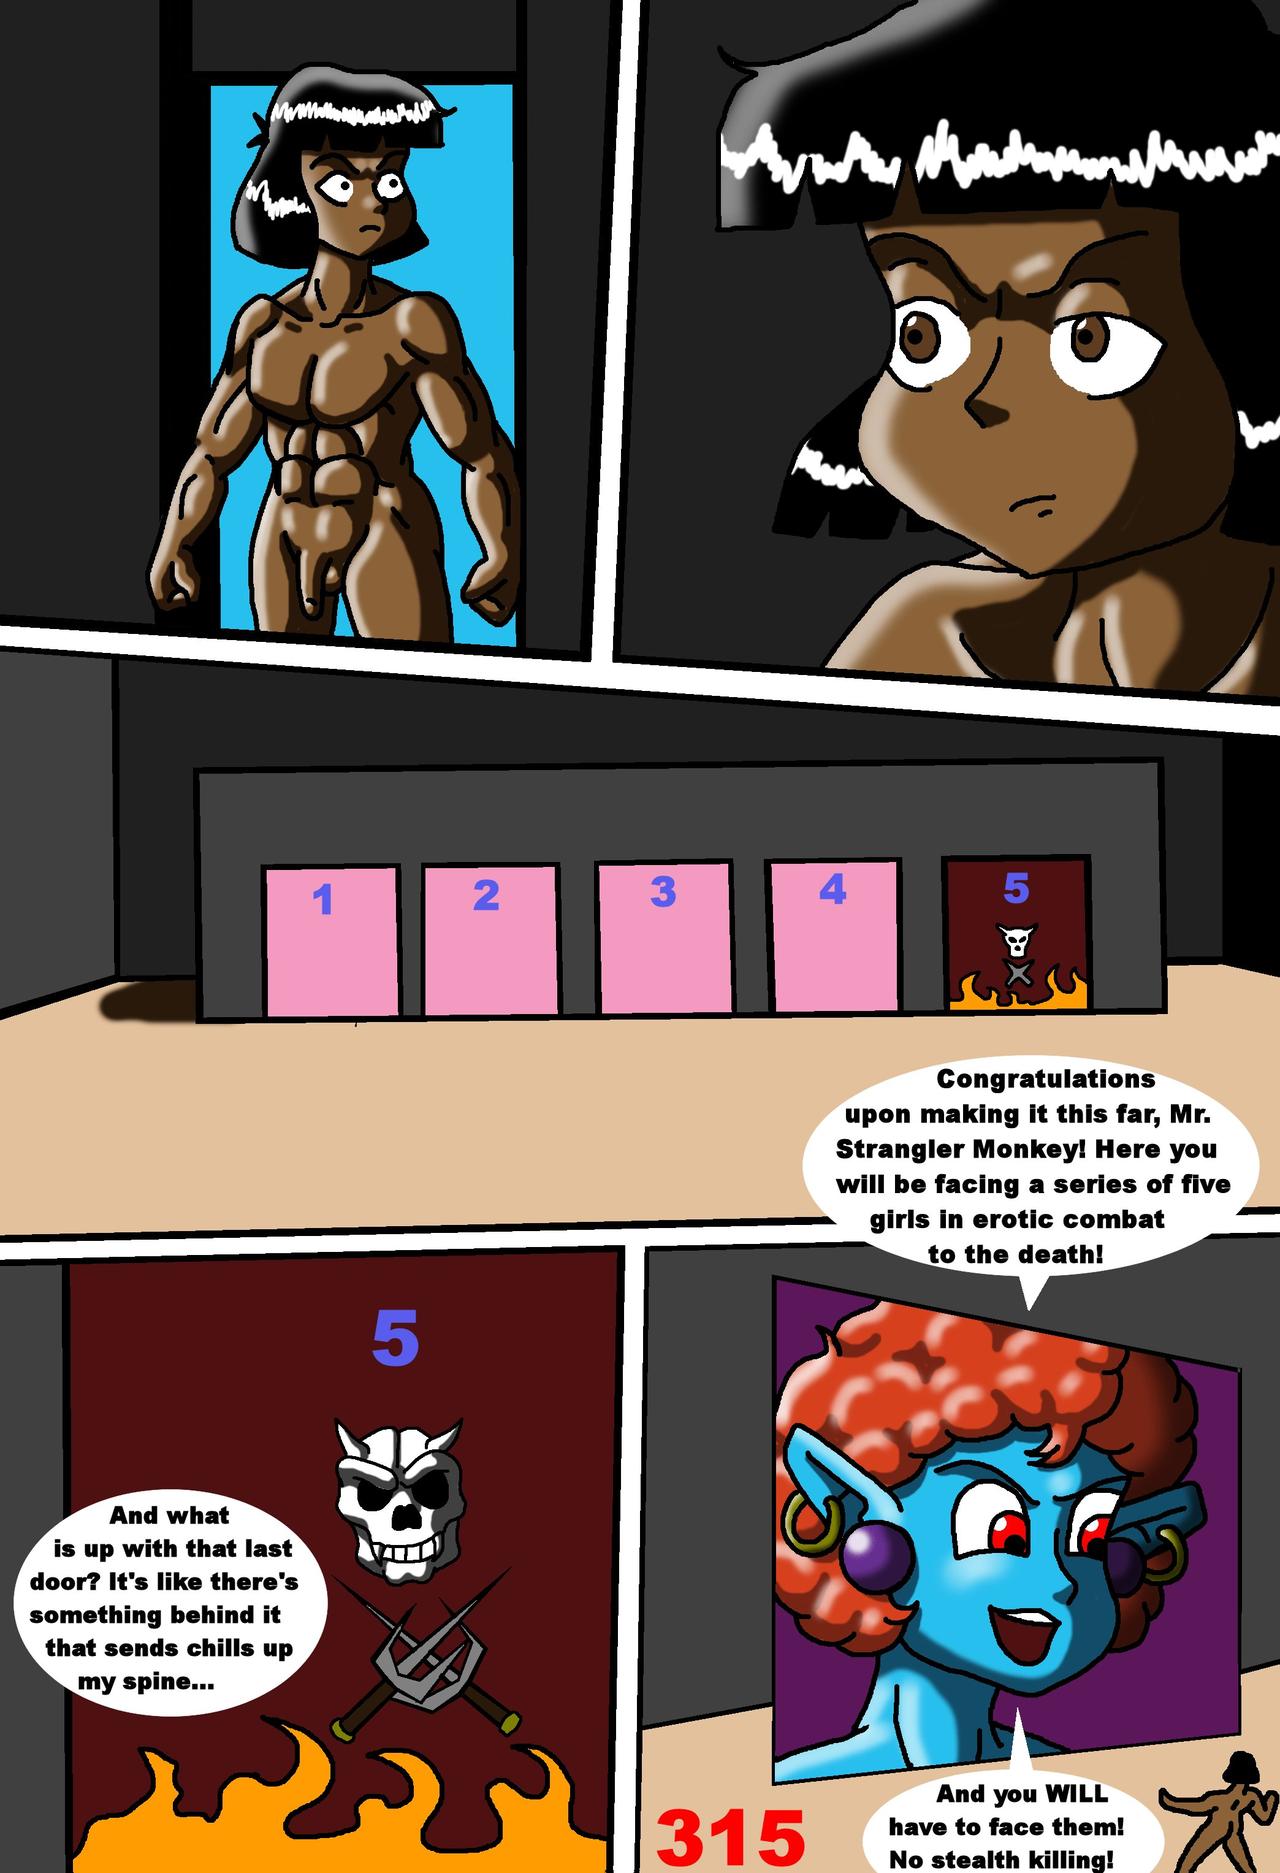 1
2
3
4
5
Congratulations
upon making it this far, Mr.
Strangler Monkey! Here you
will be facing a series of five
girls in erotic combat
to the death!
5
And what
is up with that last
door? It's like there's
something behind it
that sends chills up
my spine...
And you WILL
have to face them!
No stealth killing!
315